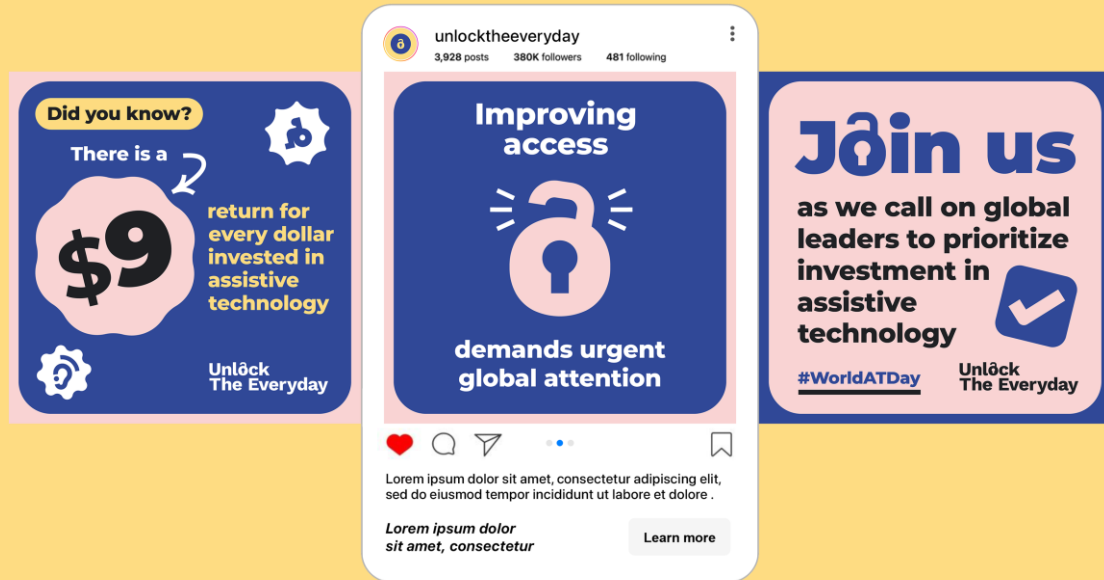 Did you know?
There is a
$9
return for
every dollar
invested in
assistive
technology
Unlôck
The Everyday
unlocktheeveryday
3,928 posts 380K followers 481 following
Improving
access
demands urgent
global attention
Lorem ipsum dolor sit amet, consectetur adipiscing elit,
sed do eiusmod tempor incididunt ut labore et dolore .
Lorem ipsum dolor
sit amet, consectetur
Learn more
Join us
as we call on global
leaders to prioritize
investment in
assistive
technology
#WorldATDay
Unlôck
The Everyday